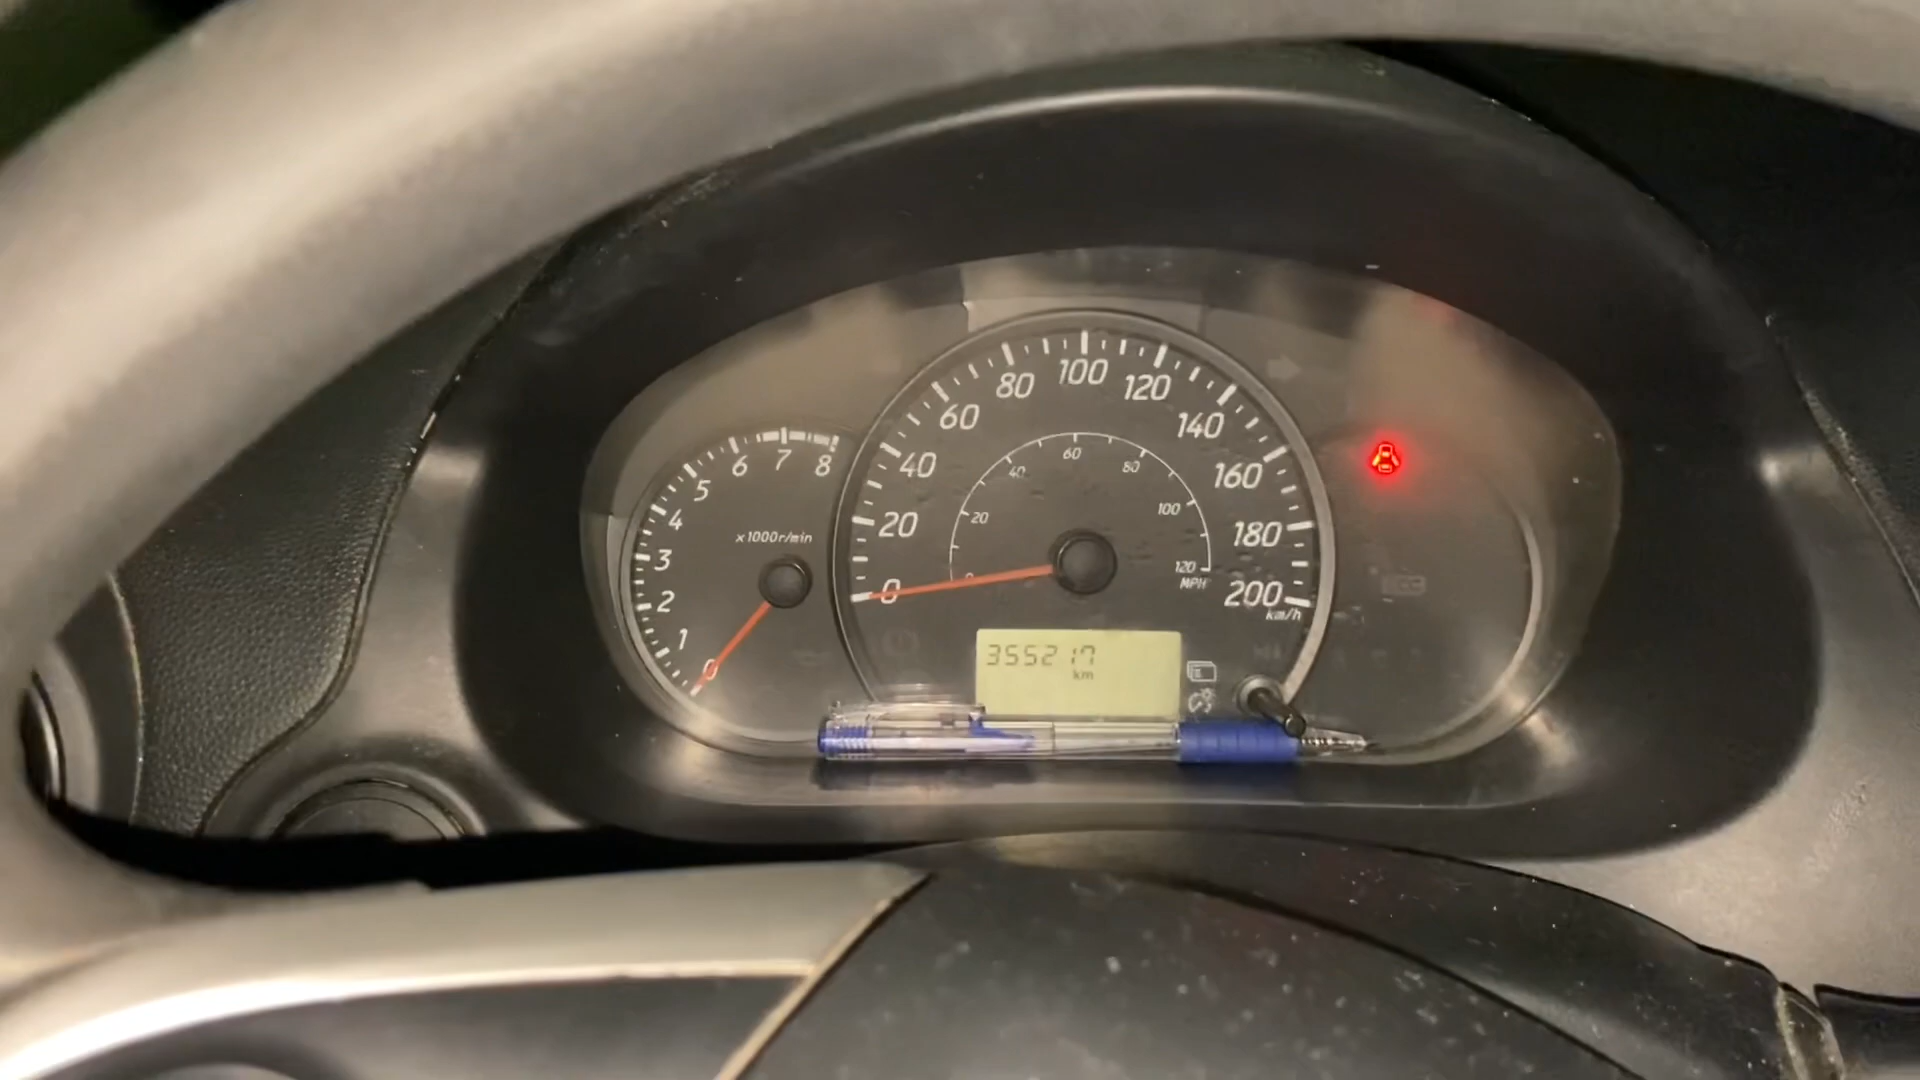 0 1 2 3 4 5 6 7 8
x1000r/min
0 20 40 60 80 100 120 140 160 180 200
km/h
0 20 40 60 80 100 120
MPH
355217
km